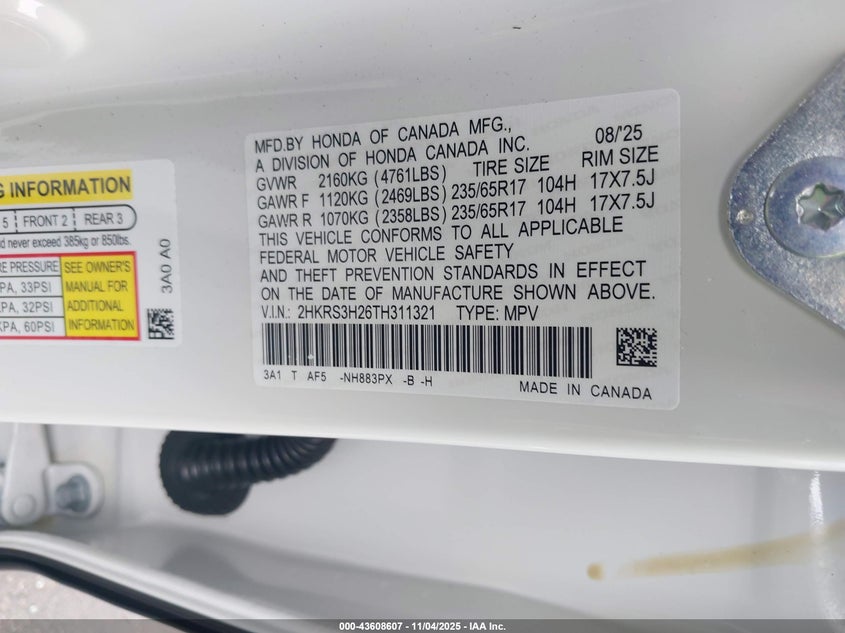 MFD.BY HONDA OF CANADA MFG., 08/'25
A DIVISION OF HONDA CANADA INC.
GVWR 2160KG (4761LBS) TIRE SIZE RIM SIZE
GAWR F 1120KG (2469LBS) 235/65R17 104H 17X7.5J
GAWR R 1070KG (2358LBS) 235/65R17 104H 17X7.5J
THIS VEHICLE CONFORMS TO ALL APPLICABLE
FEDERAL MOTOR VEHICLE SAFETY
AND THEFT PREVENTION STANDARDS IN EFFECT
ON THE DATE OF MANUFACTURE SHOWN ABOVE.
V.I.N.: 2HKRS3H26TH311321 TYPE: MPV
3A1 T AF5 -NH883PX -B -H
MADE IN CANADA
G INFORMATION
5 FRONT 2 REAR 3
d never exceed 385kg or 850lbs.
RE PRESSURE
PA, 33PSI
PA, 32PSI
KPA, 60PSI
SEE OWNER'S
MANUAL FOR
ADDITIONAL
INFORMATION
3A0 A0
000-43608607 - 11/04/2025 - IAA Inc.